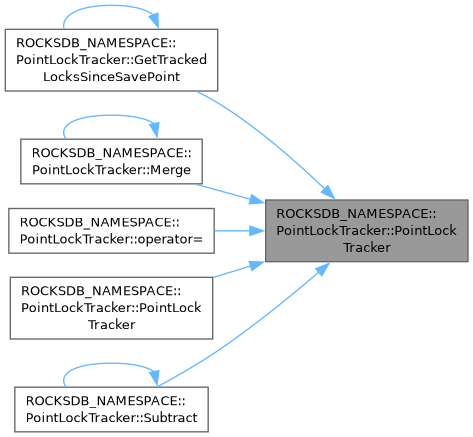 ROCKSDB_NAMESPACE::
PointLockTracker::GetTracked
LocksSinceSavePoint
ROCKSDB_NAMESPACE::
PointLockTracker::Merge
ROCKSDB_NAMESPACE::
PointLockTracker::operator=
ROCKSDB_NAMESPACE::
PointLockTracker::PointLock
Tracker
ROCKSDB_NAMESPACE::
PointLockTracker::Subtract
ROCKSDB_NAMESPACE::
PointLockTracker::PointLock
Tracker